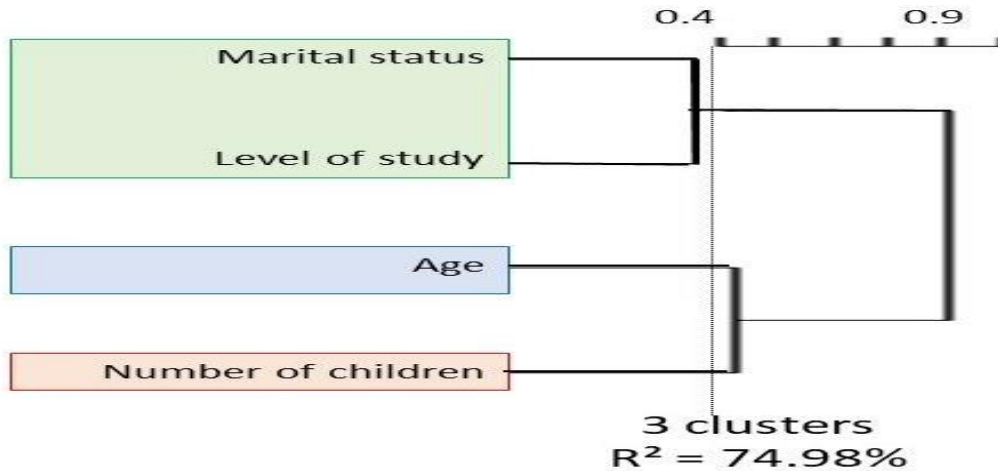 0.4 0.9
Marital status
Level of study
Age
Number of children
3 clusters
R² = 74.98%